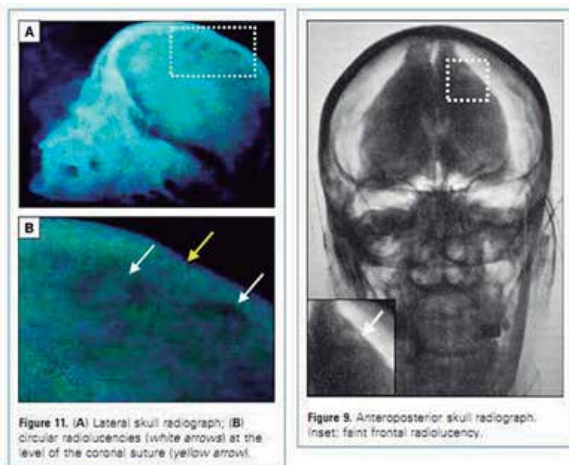 A
B
Figure 11. (A) Lateral skull radiograph; (B)
circular radiolucencies (white arrows) at the
level of the coronal suture (yellow arrow).
Figure 9. Anteroposterior skull radiograph.
Inset: faint frontal radiolucency.